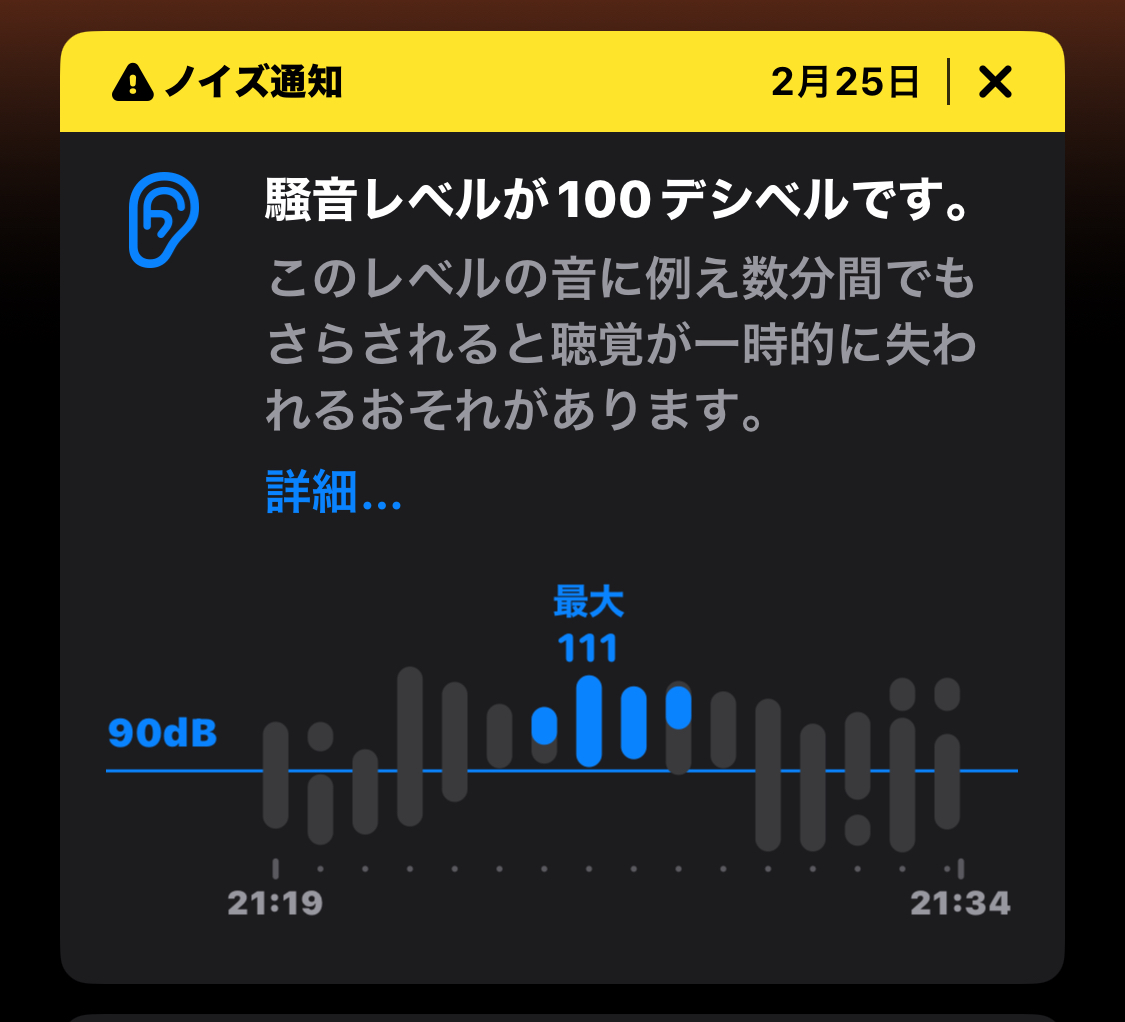 ノイズ通知
2月25日
騒音レベルが100デシベルです。
このレベルの音に例え数分間でも
さらされると聴覚が一時的に失わ
れるおそれがあります。
詳細...
最大
111
90dB
21:19
21:34